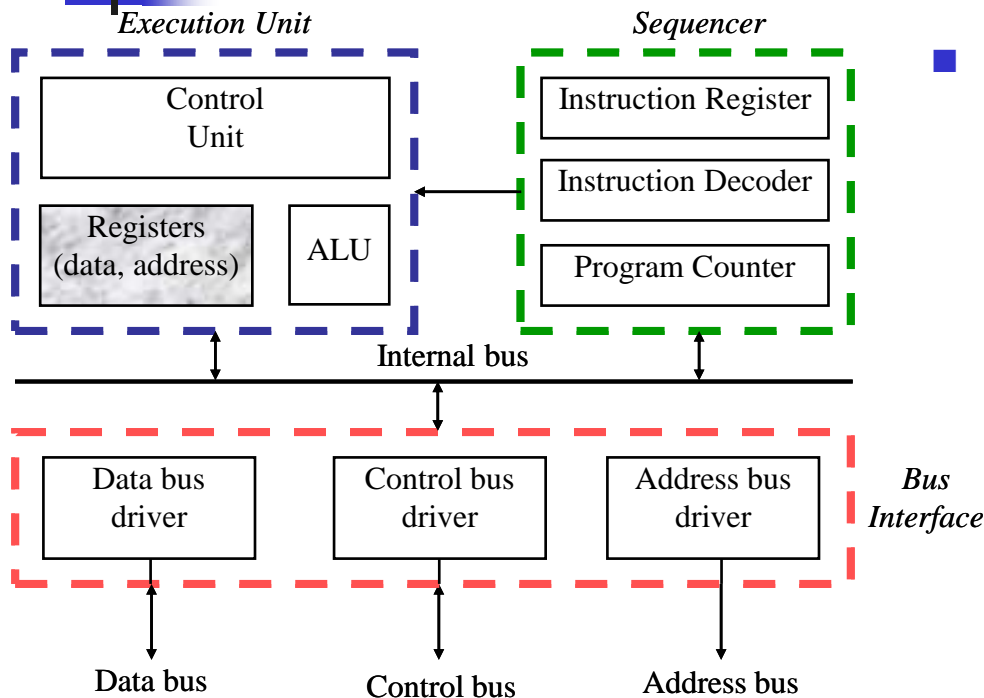 Execution Unit
Sequencer
Control
Unit
Registers
(data, address)
ALU
Instruction Register
Instruction Decoder
Program Counter
Internal bus
Data bus
driver
Control bus
driver
Address bus
driver
Bus
Interface
Data bus
Control bus
Address bus